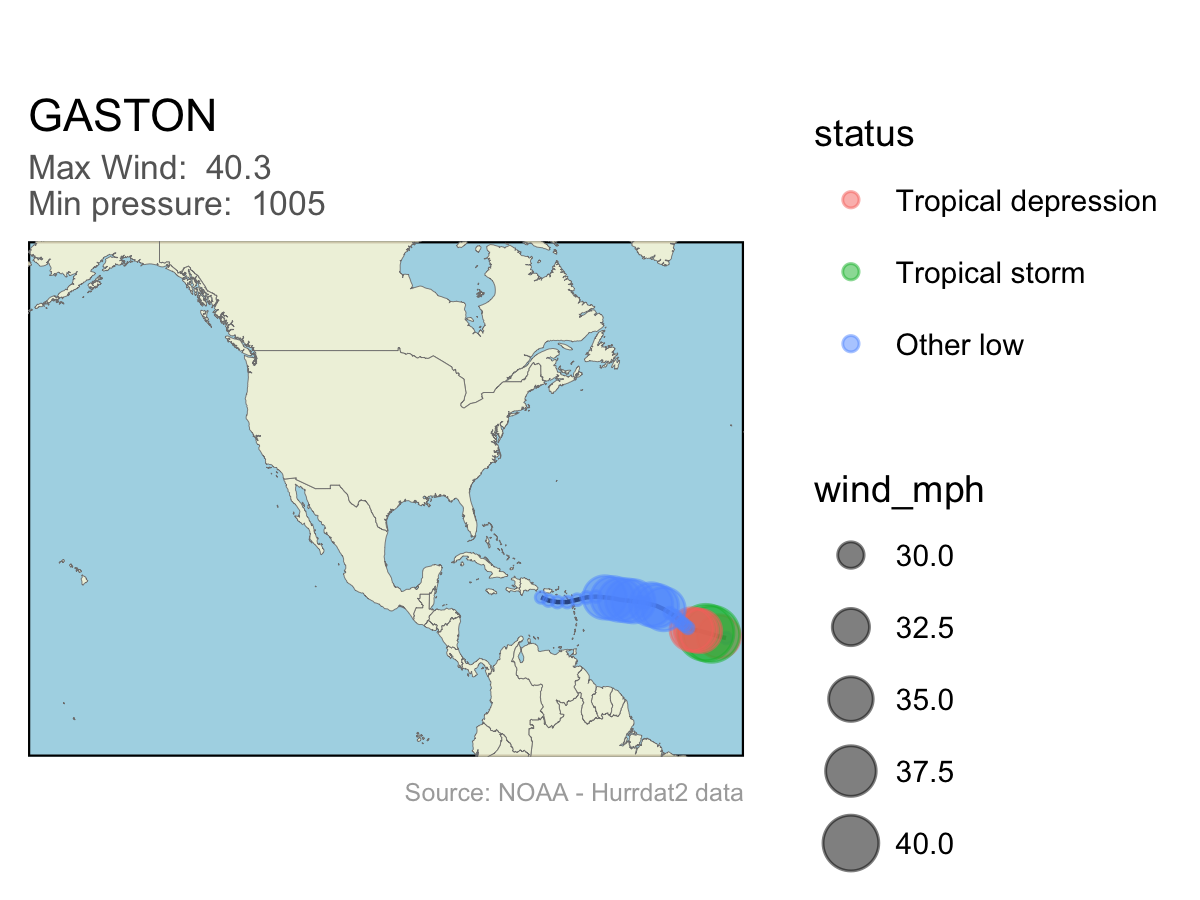 GASTON
Max Wind:  40.3
Min pressure:  1005
status
Tropical depression
Tropical storm
Other low
wind_mph
30.0
32.5
35.0
37.5
40.0
Source: NOAA - Hurrdat2 data